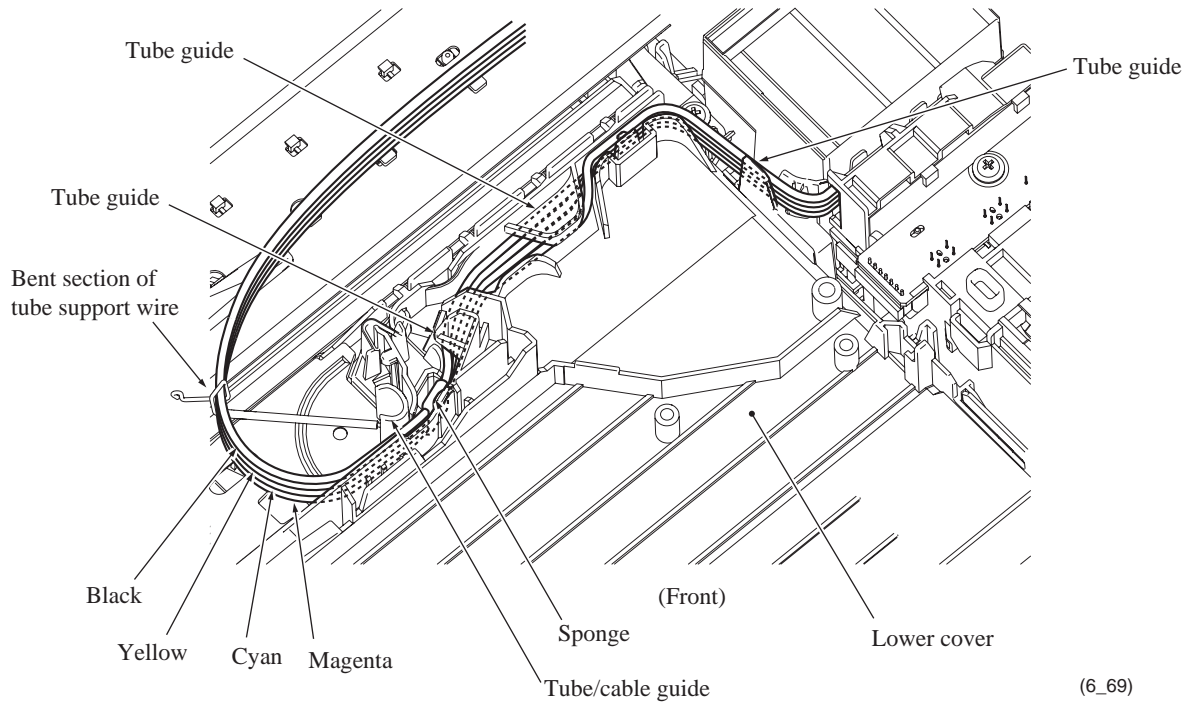 Tube guide
Tube guide
Tube guide
Bent section of
tube support wire
Black
Yellow
Cyan
Magenta
(Front)
Sponge
Tube/cable guide
Lower cover
(6_69)